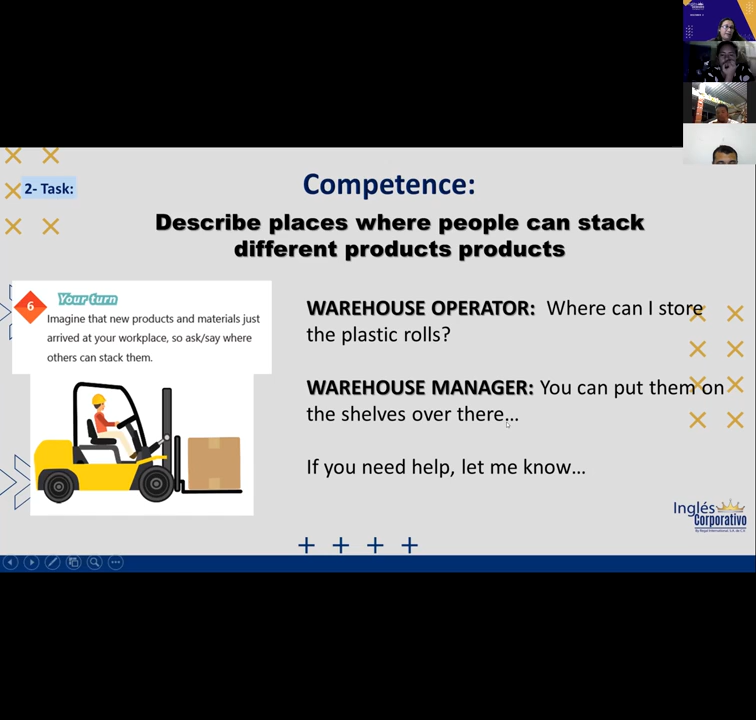 2- Task:
Competence:
Describe places where people can stack
different products products
6
Your turn
Imagine that new products and materials just
arrived at your workplace, so ask/say where
others can stack them.
WAREHOUSE OPERATOR: Where can I store
the plastic rolls?
WAREHOUSE MANAGER: You can put them on
the shelves over there...
If you need help, let me know...
Inglés
Corporativo